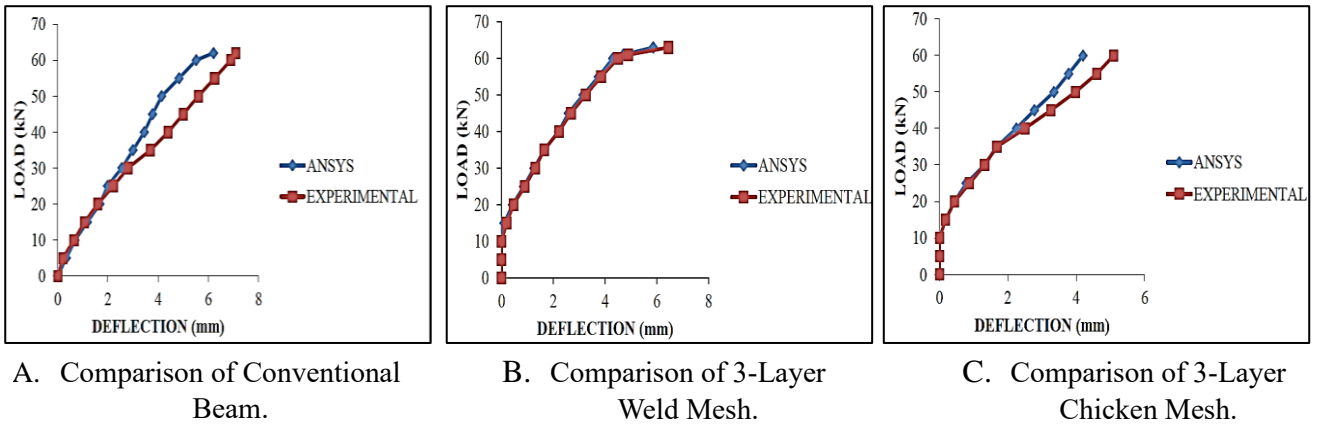 70
60
50
40
30
20
10
0
LOAD (kN)
0 2 4 6 8
DEFLECTION (mm)
ANSYS
EXPERIMENTAL
70
60
50
40
30
20
10
0
LOAD (kN)
0 2 4 6 8
DEFLECTION (mm)
ANSYS
EXPERIMENTAL
70
60
50
40
30
20
10
0
LOAD (kN)
0 2 4 6
DEFLECTION (mm)
ANSYS
EXPERIMENTAL
A. Comparison of Conventional
Beam.
B. Comparison of 3-Layer
Weld Mesh.
C. Comparison of 3-Layer
Chicken Mesh.